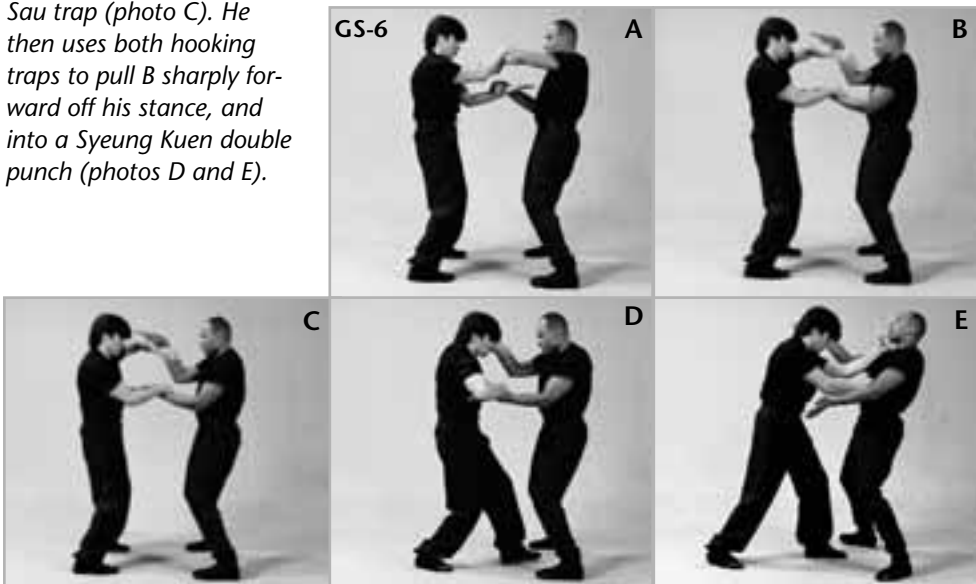 Sau trap (photo C). He
then uses both hooking
traps to pull B sharply for-
ward off his stance, and
into a Syeung Kuen double
punch (photos D and E).
GS-6
A
B
C
D
E